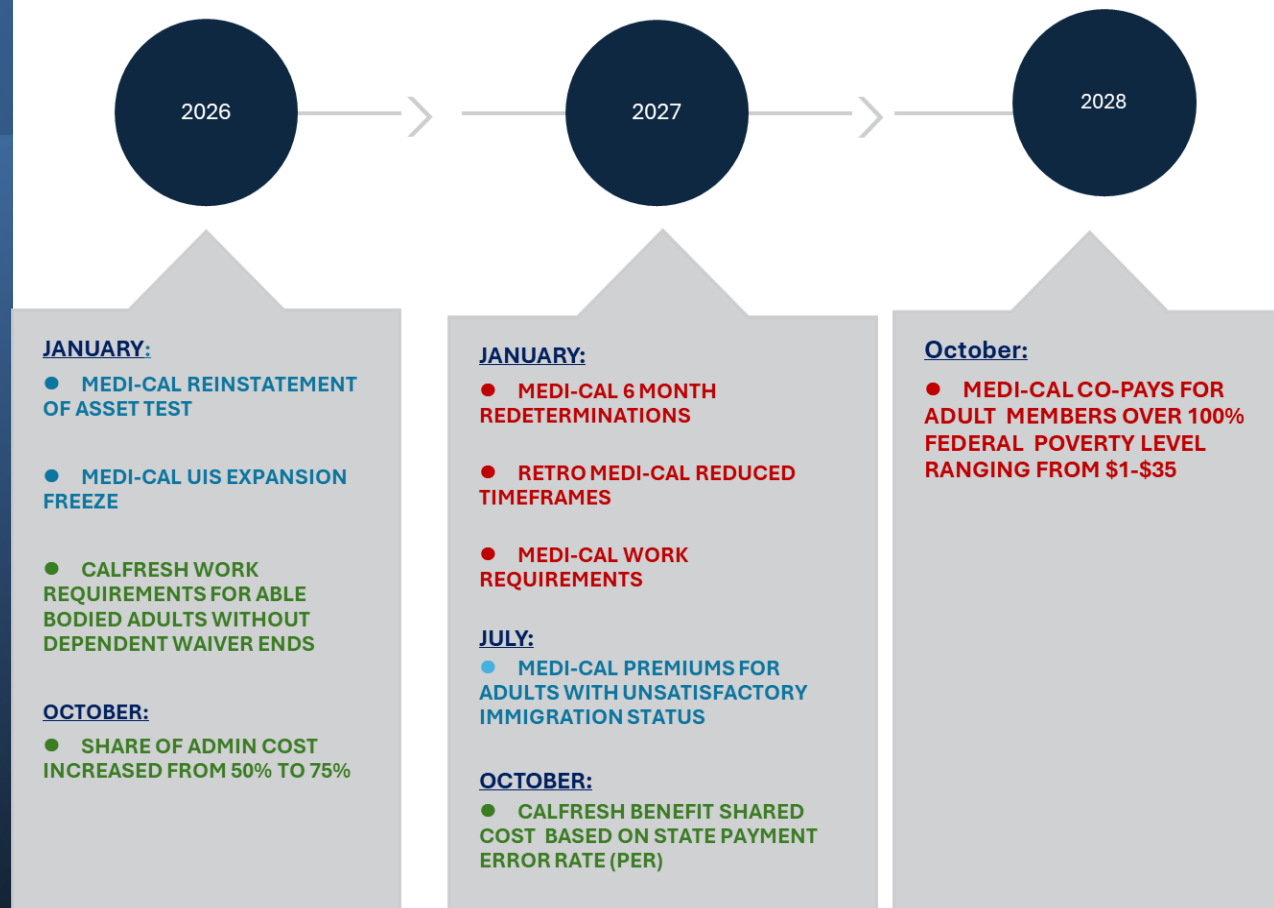 2026
2027
2028
JANUARY:
● MEDI-CAL REINSTATEMENT
OF ASSET TEST
● MEDI-CAL UIS EXPANSION
FREEZE
● CALFRESH WORK
REQUIREMENTS FOR ABLE
BODIED ADULTS WITHOUT
DEPENDENT WAIVER ENDS
OCTOBER:
● SHARE OF ADMIN COST
INCREASED FROM 50% TO 75%
JANUARY:
● MEDI-CAL 6 MONTH
REDETERMINATIONS
● RETRO MEDI-CAL REDUCED
TIMEFRAMES
● MEDI-CAL WORK
REQUIREMENTS
JULY:
● MEDI-CAL PREMIUMS FOR
ADULTS WITH UNSATISFACTORY
IMMIGRATION STATUS
OCTOBER:
● CALFRESH BENEFIT SHARED
COST BASED ON STATE PAYMENT
ERROR RATE (PER)
October:
● MEDI-CAL CO-PAYS FOR
ADULT MEMBERS OVER 100%
FEDERAL POVERTY LEVEL
RANGING FROM $1-$35